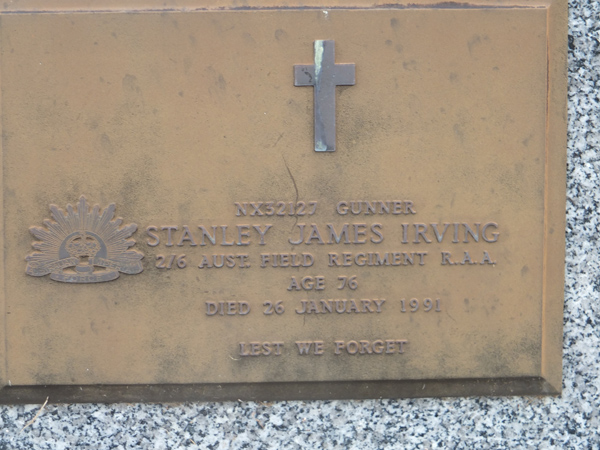 NX32127 GUNNER
STANLEY JAMES IRVING
2/6 AUST. FIELD REGIMENT R.A.A.
AGE 76
DIED 26 JANUARY 1991
LEST WE FORGET